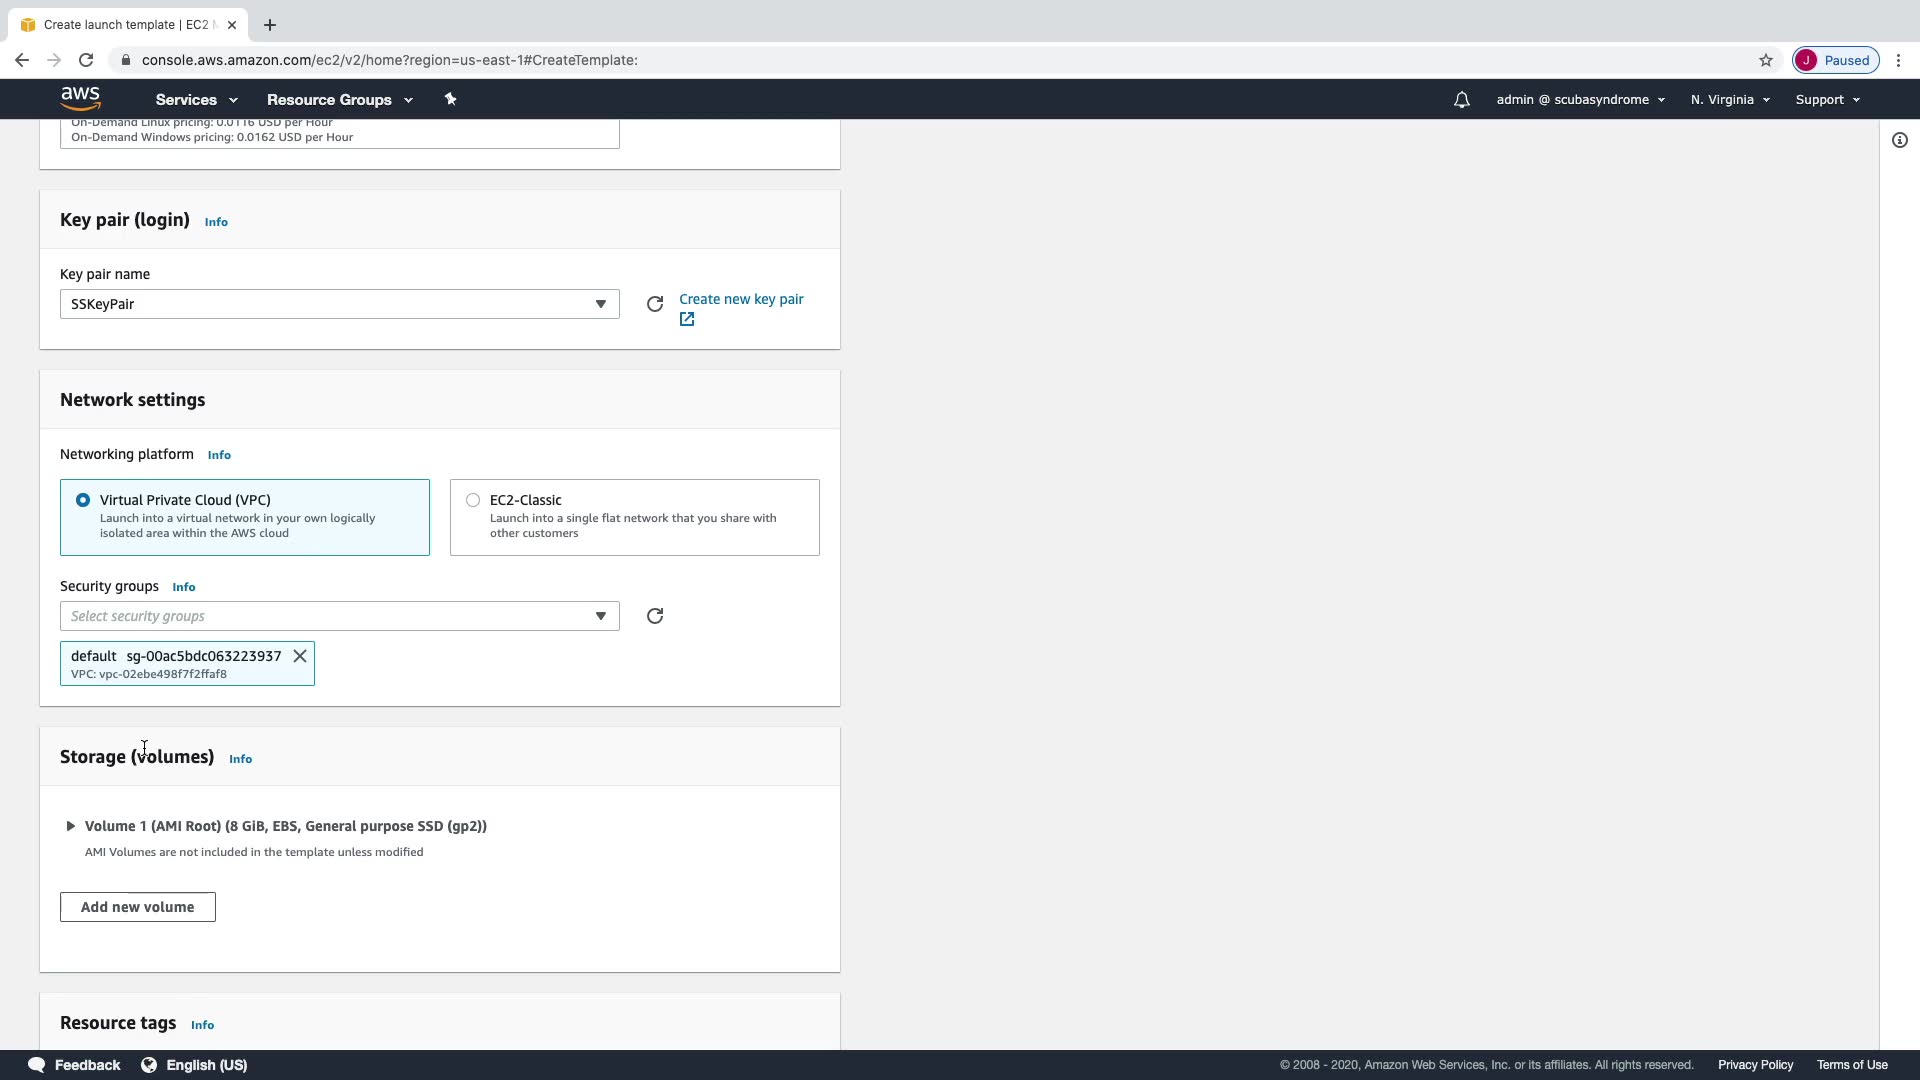 Create launch template | EC2 M
console.aws.amazon.com/ec2/v2/home?region=us-east-1#CreateTemplate:
J Paused
aws Services Resource Groups admin @ scubasyndrome N. Virginia Support
On-Demand Linux pricing: 0.0116 USD per Hour
On-Demand Windows pricing: 0.0162 USD per Hour
Key pair (login) Info
Key pair name
SSKeyPair
Create new key pair
Network settings
Networking platform Info
Virtual Private Cloud (VPC)
Launch into a virtual network in your own logically
isolated area within the AWS cloud
EC2-Classic
Launch into a single flat network that you share with
other customers
Security groups Info
Select security groups
default sg-00ac5bdc063223937
VPC: vpc-02ebe498f7f2ffaf8
Storage (volumes) Info
Volume 1 (AMI Root) (8 GiB, EBS, General purpose SSD (gp2))
AMI Volumes are not included in the template unless modified
Add new volume
Resource tags Info
Feedback English (US) © 2008 - 2020, Amazon Web Services, Inc. or its affiliates. All rights reserved. Privacy Policy Terms of Use